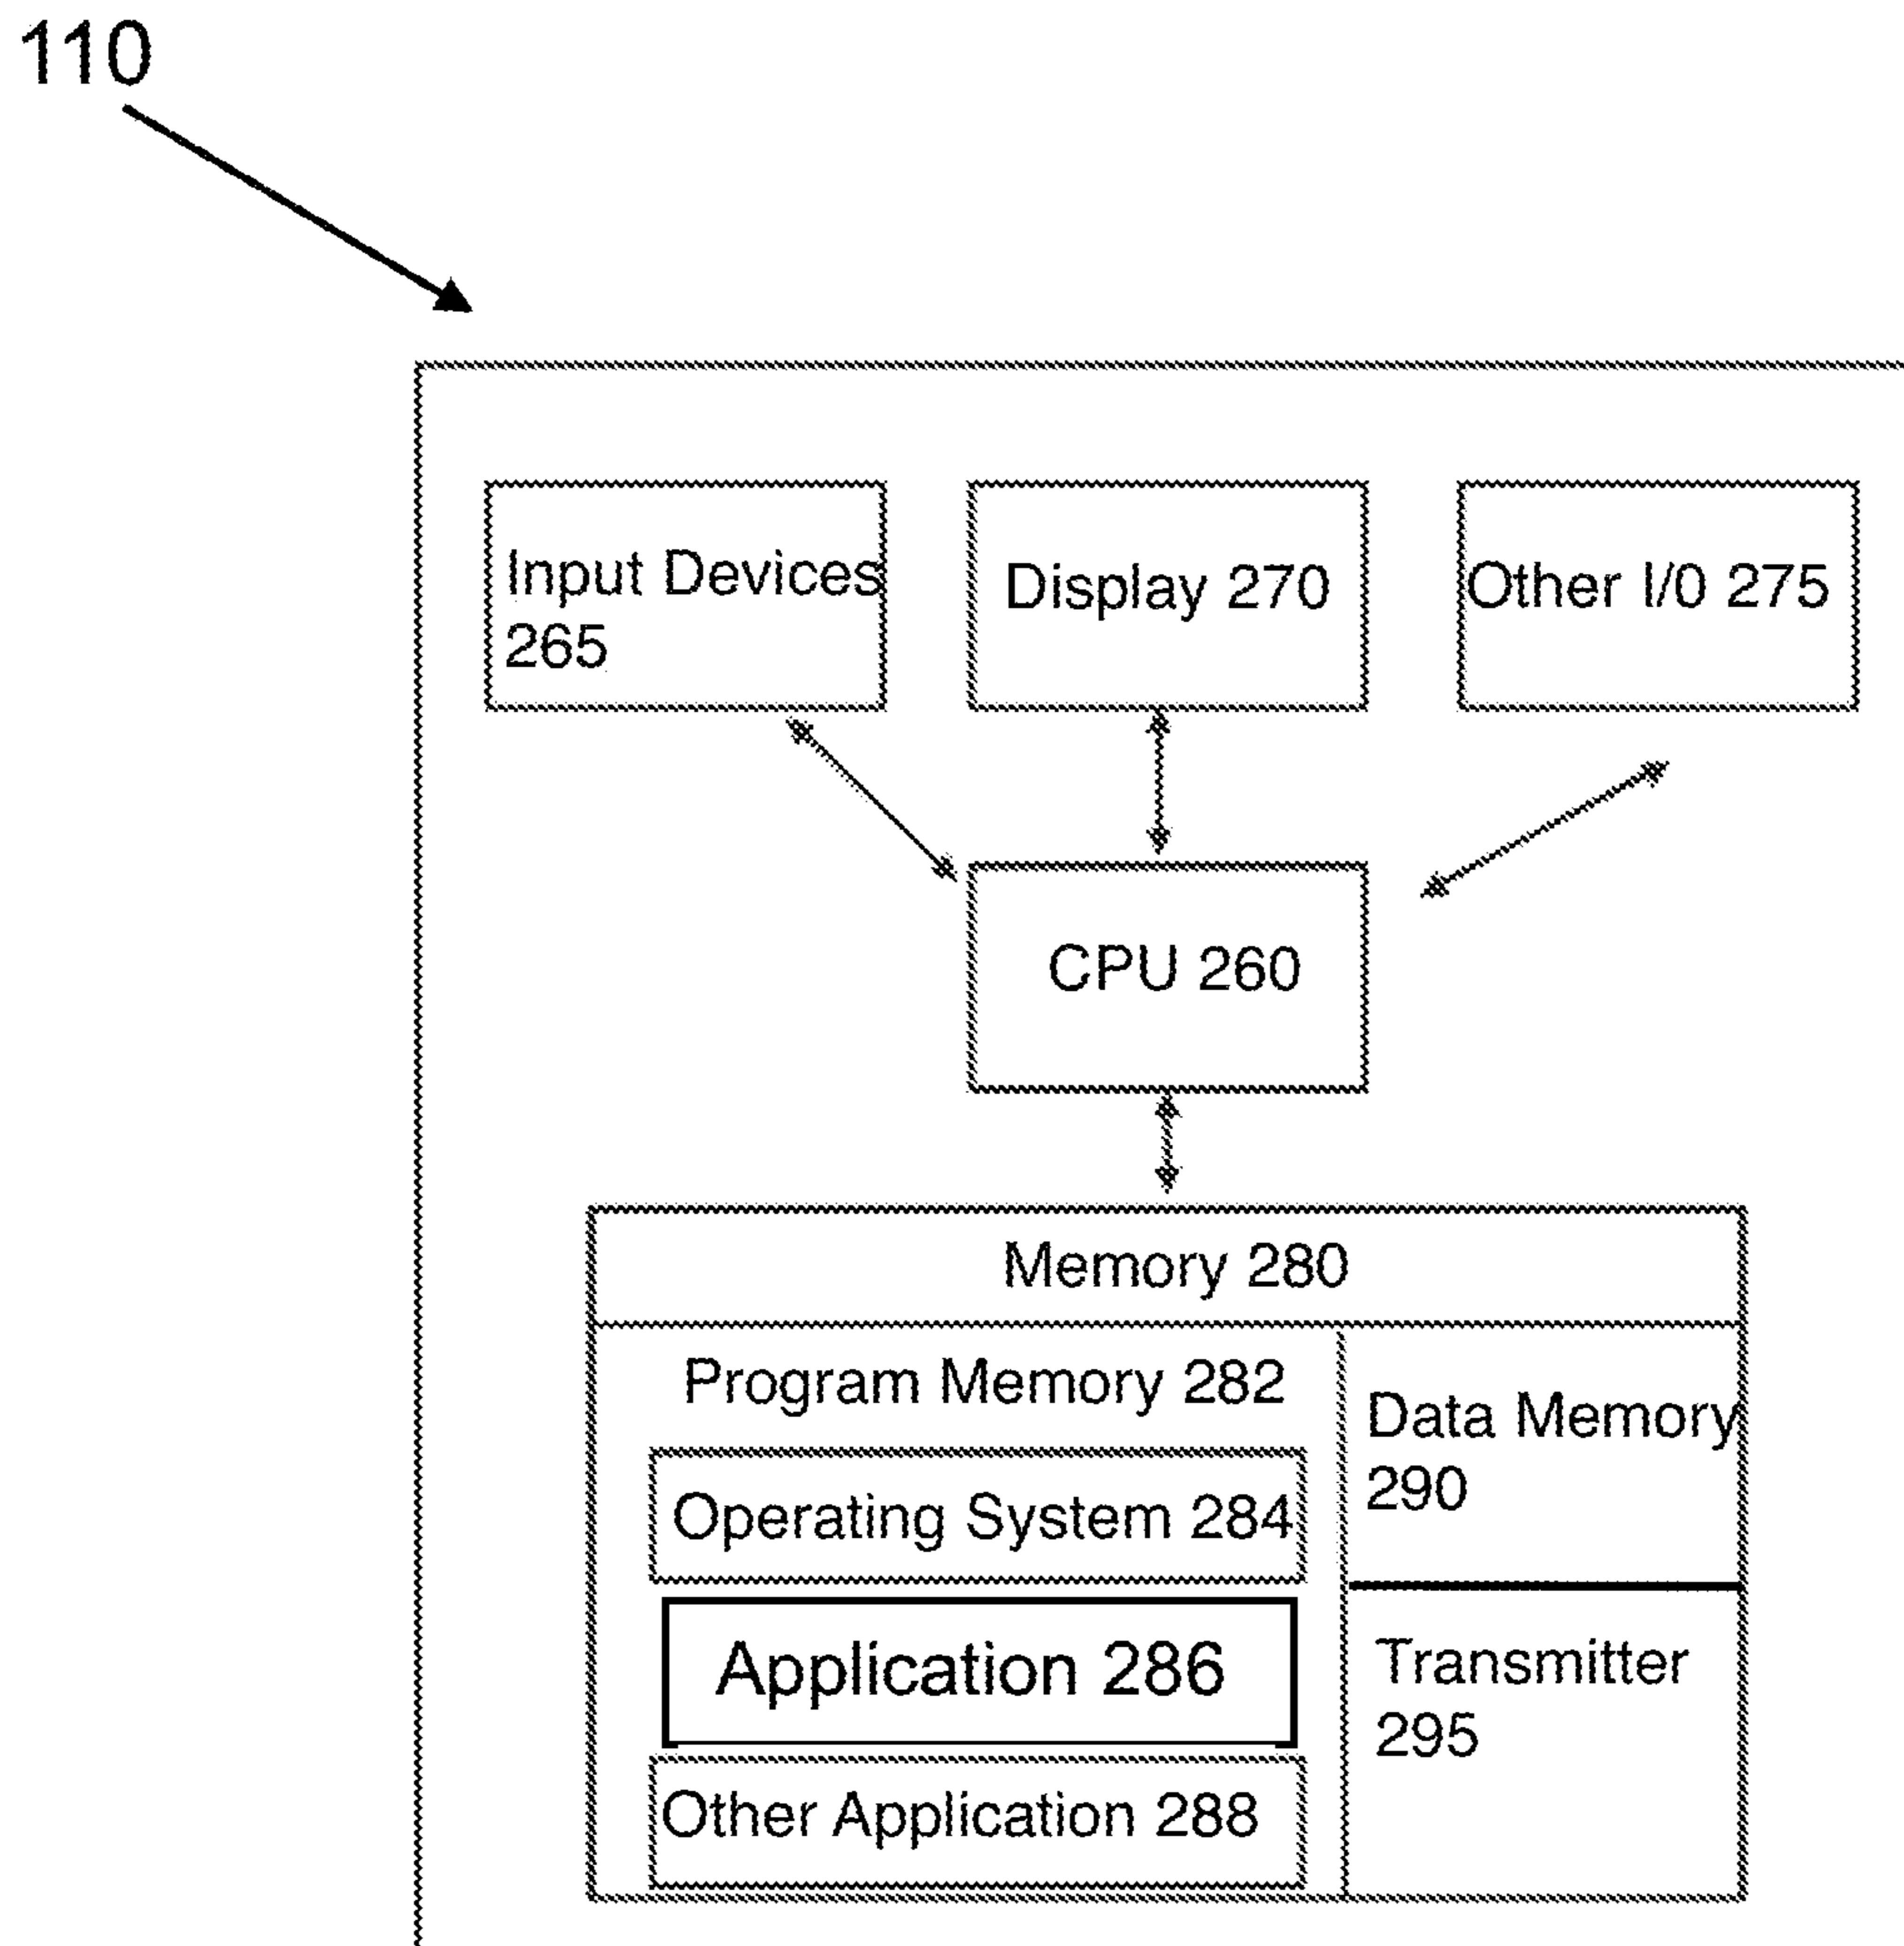 110
Input Devices
265
Display 270
Other I/0 275
CPU 260
Memory 280
Program Memory 282
Operating System 284
Application 286
Other Application 288
Data Memory
290
Transmitter
295